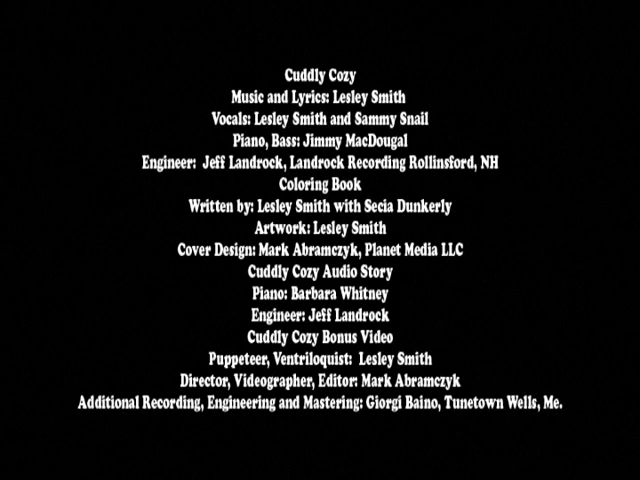 Cuddly Cozy
Music and Lyrics: Lesley Smith
Vocals: Lesley Smith and Sammy Snail
Piano, Bass: Jimmy MacDougal
Engineer:  Jeff Landrock, Landrock Recording Rollinsford, NH
Coloring Book
Written by: Lesley Smith with Secia Dunkerly
Artwork: Lesley Smith
Cover Design: Mark Abramczyk, Planet Media LLC
Cuddly Cozy Audio Story
Piano: Barbara Whitney
Engineer: Jeff Landrock
Cuddly Cozy Bonus Video
Puppeteer, Ventriloquist:  Lesley Smith
Director, Videographer, Editor: Mark Abramczyk
Additional Recording, Engineering and Mastering: Giorgi Baino, Tunetown Wells, Me.